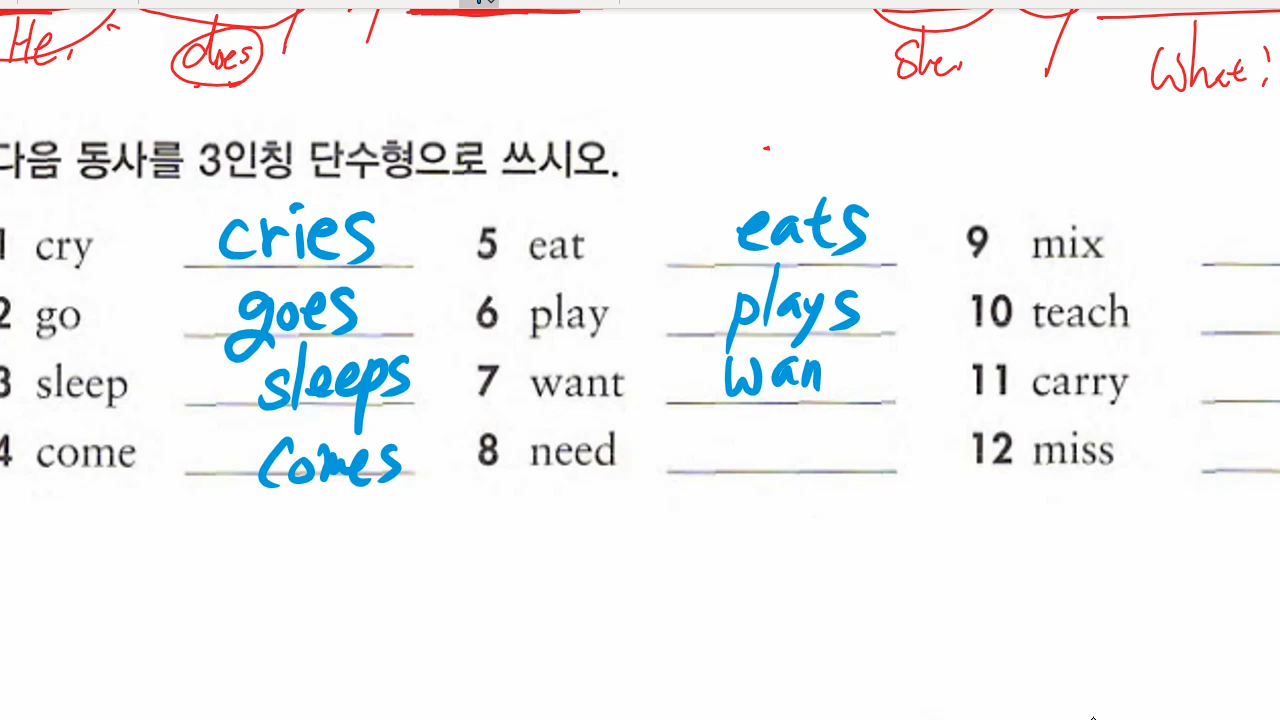 He.
does
She.
What?
다음 동사를 3인칭 단수형으로 쓰시오.
1 cry cries 5 eat eats 9 mix
2 go goes 6 play plays 10 teach
3 sleep sleeps 7 want wan 11 carry
4 come comes 8 need 12 miss